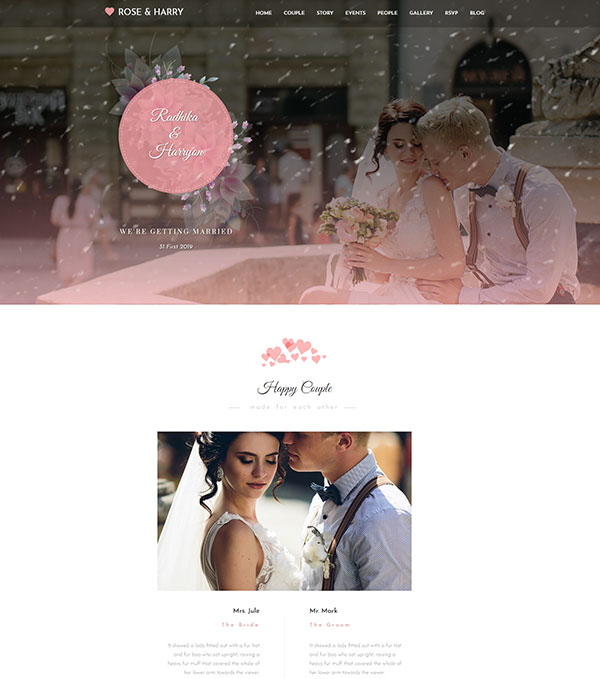 ROSE & HARRY
HOME COUPLE STORY EVENTS PEOPLE GALLERY RSVP BLOG
Radhika
&
Harryjon
WE'RE GETTING MARRIED
31 First 2019
Happy Couple
made for each other
Mrs. Jule
The Bride
It showed a lady fitted out with a fur hat
and fur boa who sat upright, raising a
heavy fur muff that covered the whole of
her lower arm towards the viewer.
Mr. Mark
The Groom
It showed a lady fitted out with a fur hat
and fur boa who sat upright, raising a
heavy fur muff that covered the whole of
her lower arm towards the viewer.